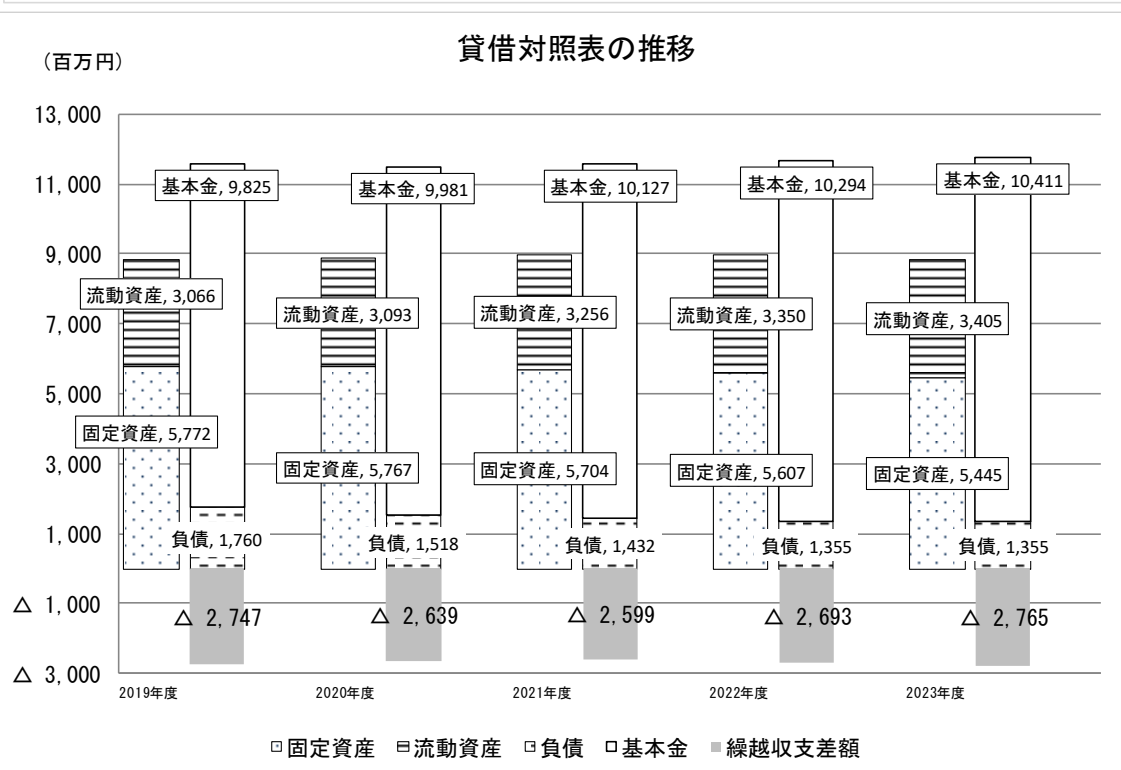 貸借対照表の推移
（百万円）
13,000
11,000
9,000
7,000
5,000
3,000
1,000
△ 1,000
△ 3,000
基本金, 9,825
基本金, 9,981
基本金, 10,127
基本金, 10,294
基本金, 10,411
流動資産, 3,066
流動資産, 3,093
流動資産, 3,256
流動資産, 3,350
流動資産, 3,405
固定資産, 5,772
固定資産, 5,767
固定資産, 5,704
固定資産, 5,607
固定資産, 5,445
負債, 1,760
負債, 1,518
負債, 1,432
負債, 1,355
負債, 1,355
△ 2,747
△ 2,639
△ 2,599
△ 2,693
△ 2,765
2019年度
2020年度
2021年度
2022年度
2023年度
固定資産 流動資産 負債 基本金 繰越収支差額